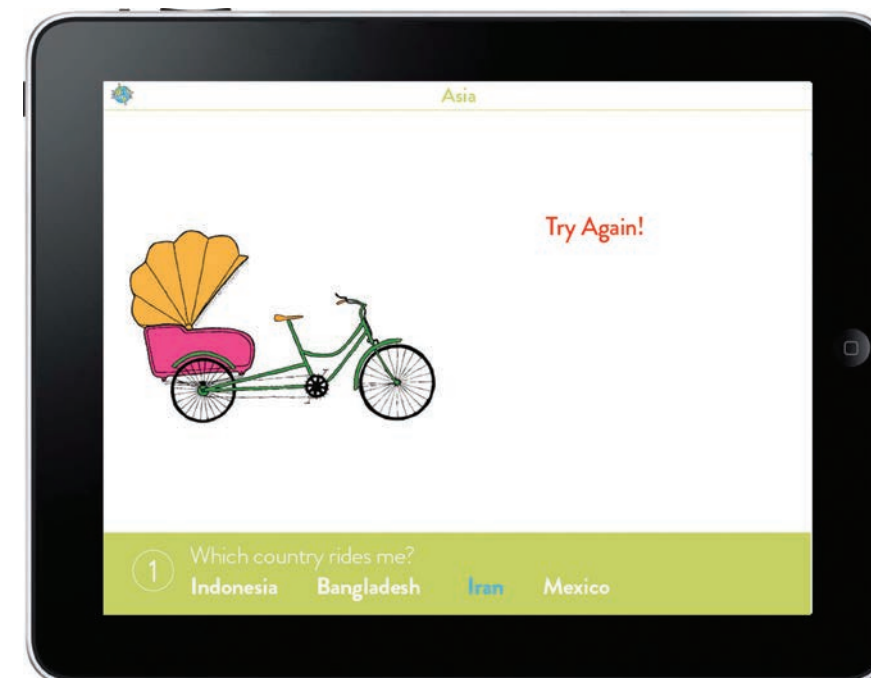 Asia
Try Again!
1
Which country rides me?
Indonesia Bangladesh Iran Mexico